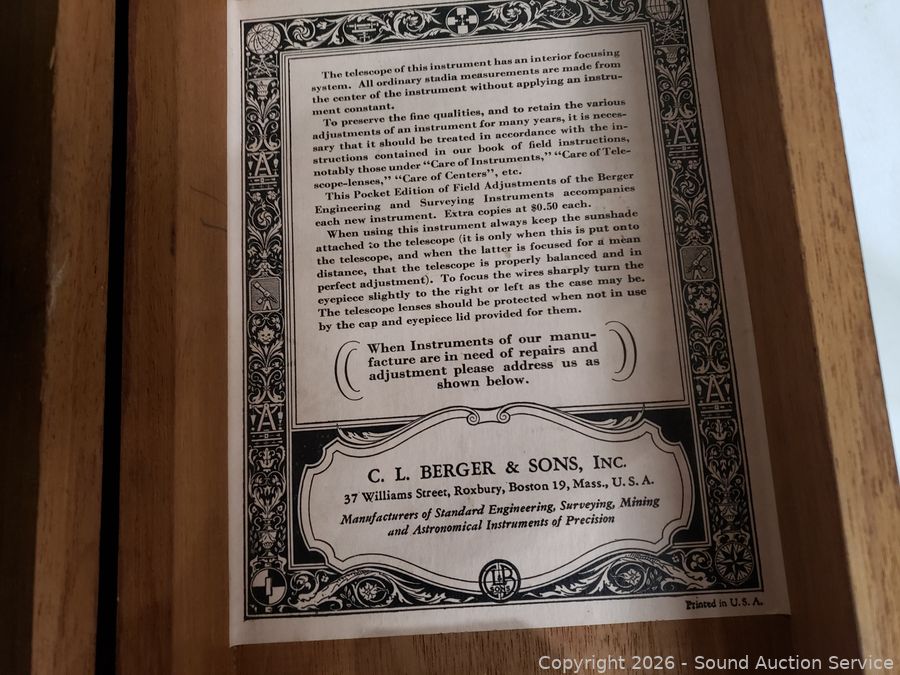 The telescope of this instrument has an interior focusing
system. All ordinary stadia measurements are made from
the center of the instrument without applying an instru-
ment constant.
To preserve the fine qualities, and to retain the various
adjustments of an instrument for many years, it is neces-
sary that it should be treated in accordance with the in-
structions contained in our book of field instructions,
notably those under “Care of Instruments,” “Care of Tele-
scope-lenses,” “Care of Centers”, etc.
This Pocket Edition of Field Adjustments of the Berger
Engineering and Surveying Instruments accompanies
each new instrument. Extra copies at $0.50 each.
When using this instrument always keep the sunshade
attached to the telescope (it is only when this is put onto
the telescope, and when the latter is focused for a mean
distance, that the telescope is properly balanced and in
perfect adjustment). To focus the wires sharply turn the
eyepiece slightly to the right or left as the case may be.
The telescope lenses should be protected when not in use
by the cap and eyepiece lid provided for them.
When Instruments of our manu-
facture are in need of repairs and
adjustment please address us as
shown below.
C. L. BERGER & SONS, INC.
37 Williams Street, Roxbury, Boston 19, Mass., U. S. A.
Manufacturers of Standard Engineering, Surveying, Mining
and Astronomical Instruments of Precision
Printed in U. S. A.
Copyright 2026 - Sound Auction Service